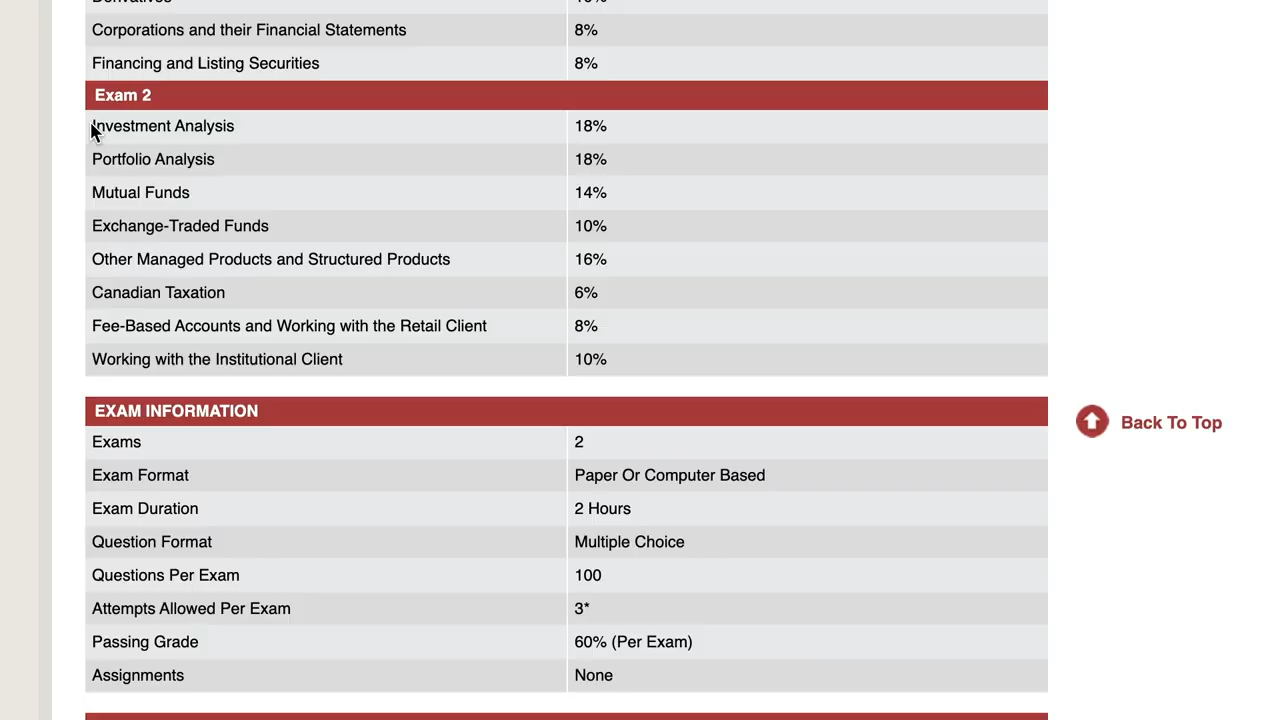 Corporations and their Financial Statements 8%
Financing and Listing Securities 8%
Exam 2
Investment Analysis 18%
Portfolio Analysis 18%
Mutual Funds 14%
Exchange-Traded Funds 10%
Other Managed Products and Structured Products 16%
Canadian Taxation 6%
Fee-Based Accounts and Working with the Retail Client 8%
Working with the Institutional Client 10%
EXAM INFORMATION
Exams 2
Back To Top
Exam Format Paper Or Computer Based
Exam Duration 2 Hours
Question Format Multiple Choice
Questions Per Exam 100
Attempts Allowed Per Exam 3*
Passing Grade 60% (Per Exam)
Assignments None